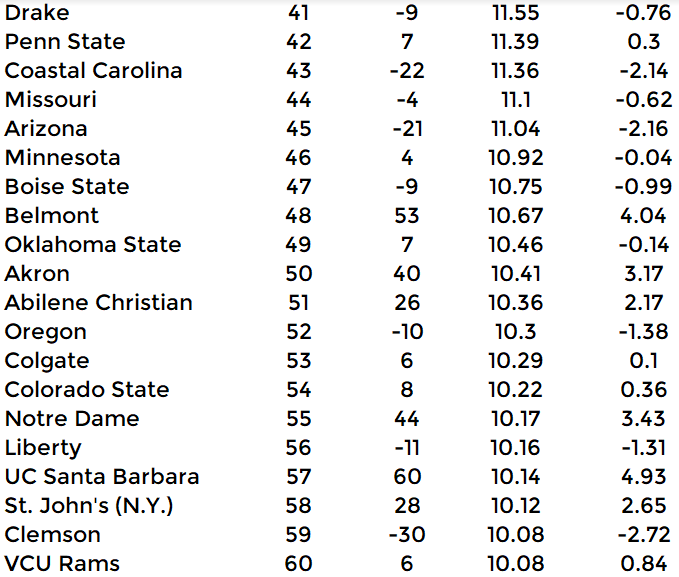 Drake 41 -9 11.55 -0.76
Penn State 42 7 11.39 0.3
Coastal Carolina 43 -22 11.36 -2.14
Missouri 44 -4 11.1 -0.62
Arizona 45 -21 11.04 -2.16
Minnesota 46 4 10.92 -0.04
Boise State 47 -9 10.75 -0.99
Belmont 48 53 10.67 4.04
Oklahoma State 49 7 10.46 -0.14
Akron 50 40 10.41 3.17
Abilene Christian 51 26 10.36 2.17
Oregon 52 -10 10.3 -1.38
Colgate 53 6 10.29 0.1
Colorado State 54 8 10.22 0.36
Notre Dame 55 44 10.17 3.43
Liberty 56 -11 10.16 -1.31
UC Santa Barbara 57 60 10.14 4.93
St. John's (N.Y.) 58 28 10.12 2.65
Clemson 59 -30 10.08 -2.72
VCU Rams 60 6 10.08 0.84